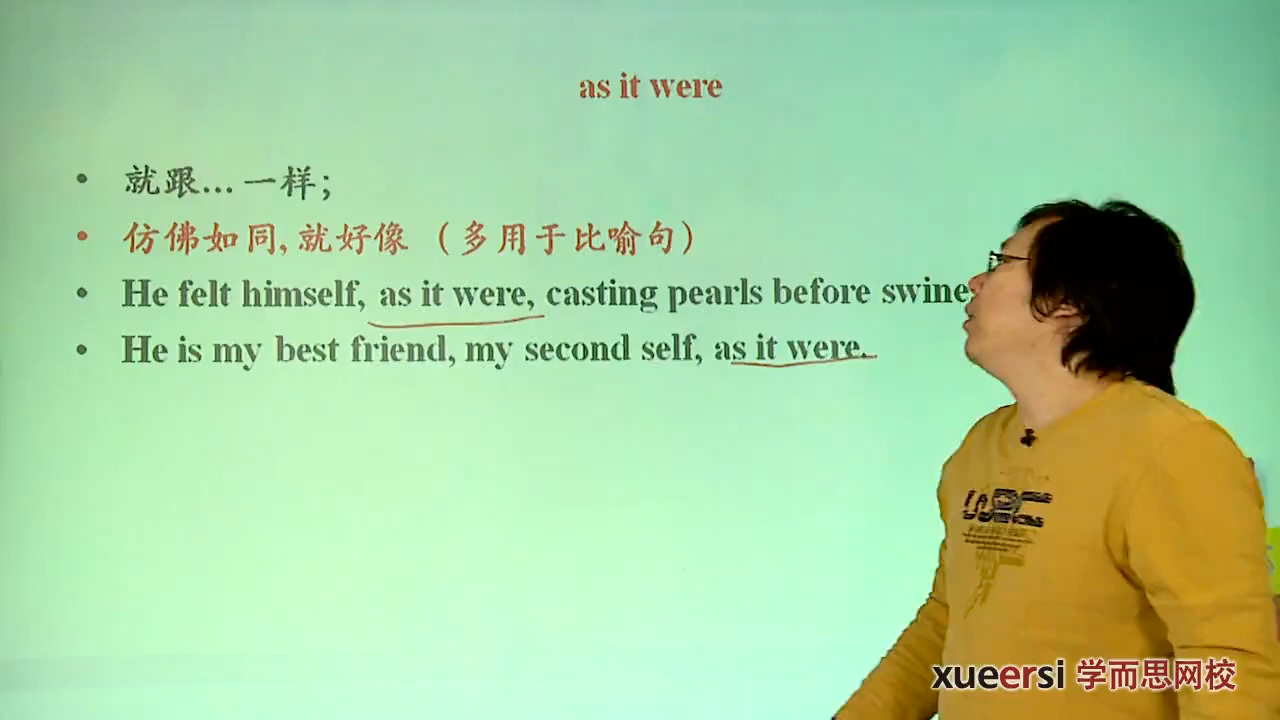 as it were
• 就跟… 一样；
• 仿佛如同, 就好像 （多用于比喻句）
• He felt himself, as it were, casting pearls before swine
• He is my best friend, my second self, as it were.
xueersi 学而思网校